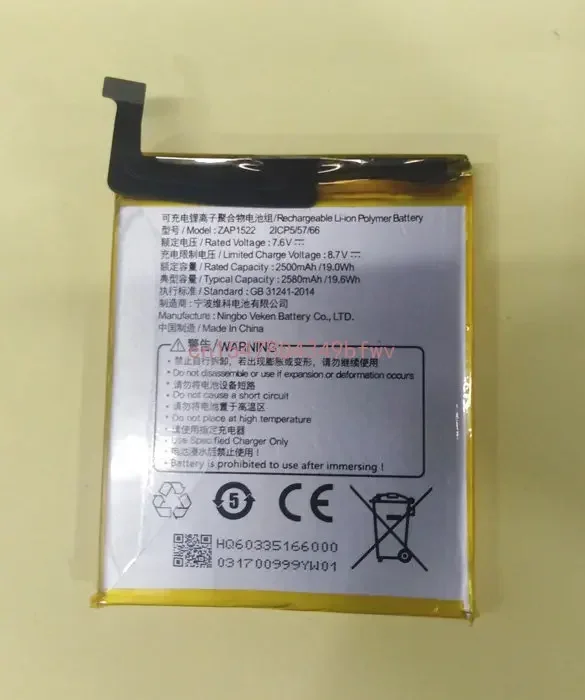 可充电锂离子聚合物电池组/Rechargeable Li-ion Polymer Battery
型号/Model: ZAP1522 2ICP5/57/66
额定电压/Rated Voltage: 7.6V⎓
充电限制电压/Limited Charge Voltage: 8.7V⎓
额定容量/Rated Capacity: 2500mAh/19.0Wh
典型容量/Typical Capacity: 2580mAh/19.6Wh
执行标准/Standard: GB 31241-2014
制造商: 宁波维科电池有限公司
Manufacture: Ningbo Veken Battery Co., LTD.
中国制造/Made In China
警告/WARNING
• 禁止自行拆卸，若出现膨胀或变形，请勿继续使用
• Do not disassemble or use if expansion or deformation occurs
• 请勿将电池设备短路
• Do not cause a short circuit
• 请勿将电池置于高温区
• Do not place at high temperature
• 请使用指定充电器
• Use Specified Charger Only
• 电池浸水后禁止使用!
• Battery is prohibited to use after immersing !
5 CE
HQ60335166000
031700999YW01